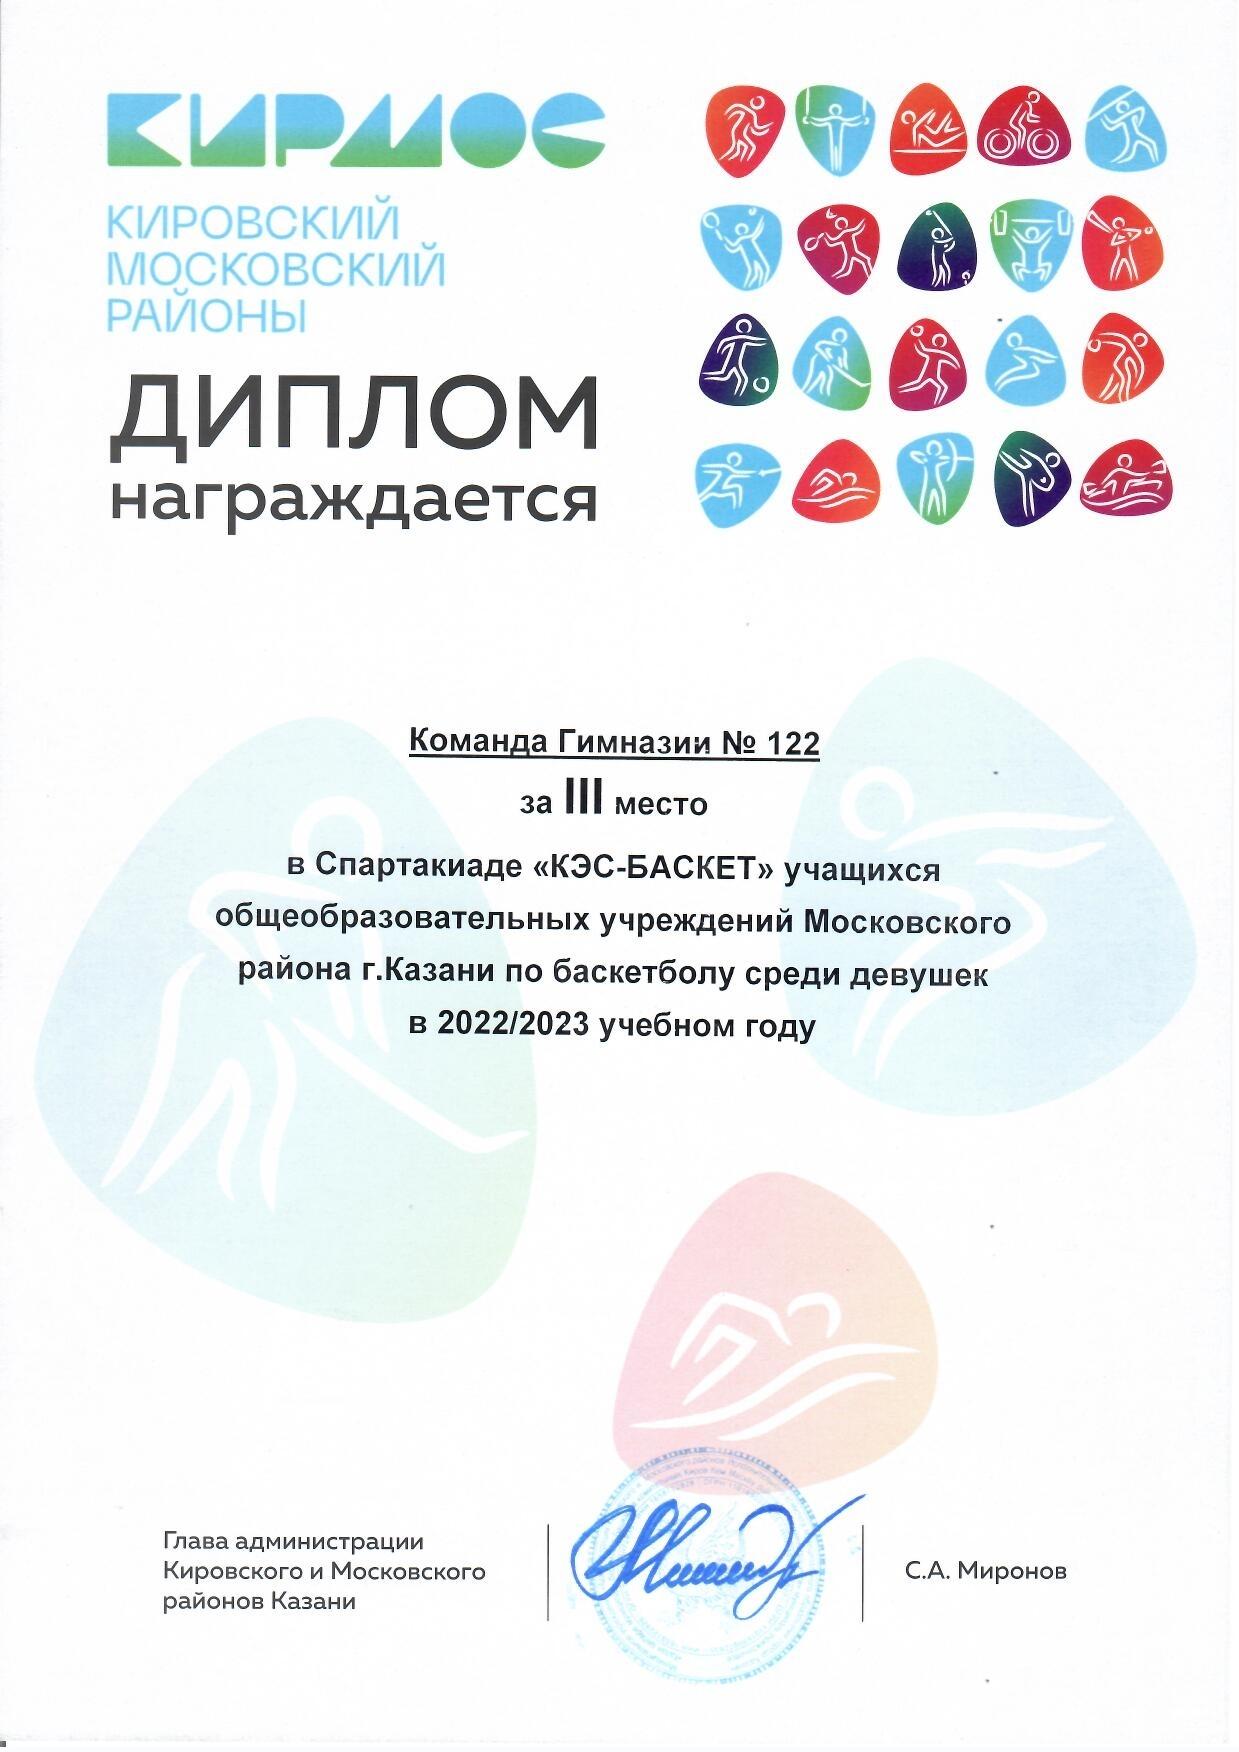 КИРМОС
КИРОВСКИЙ
МОСКОВСКИЙ
РАЙОНЫ
ДИПЛОМ
награждается
Команда Гимназии № 122
за III место
в Спартакиаде «КЭС-БАСКЕТ» учащихся
общеобразовательных учреждений Московского
района г.Казани по баскетболу среди девушек
в 2022/2023 учебном году
Глава администрации
Кировского и Московского
районов Казани
С.А. Миронов